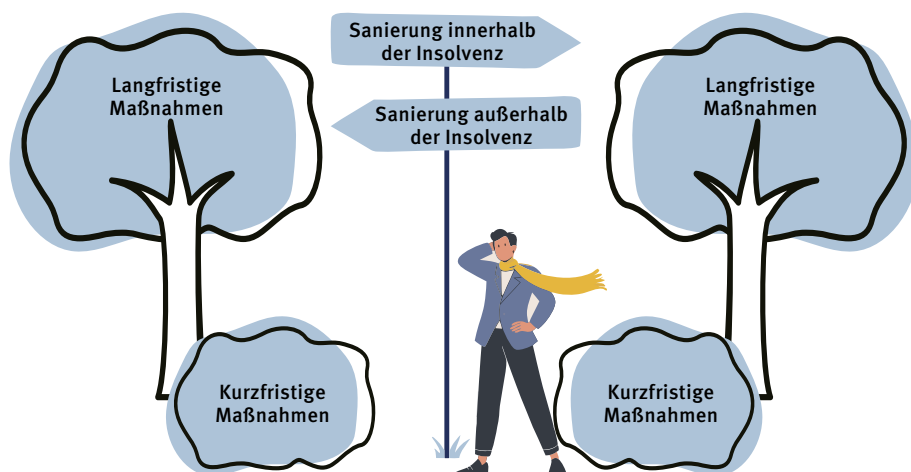 Sanierung innerhalb
der Insolvenz
Langfristige
Maßnahmen
Langfristige
Maßnahmen
Sanierung außerhalb
der Insolvenz
Kurzfristige
Maßnahmen
Kurzfristige
Maßnahmen